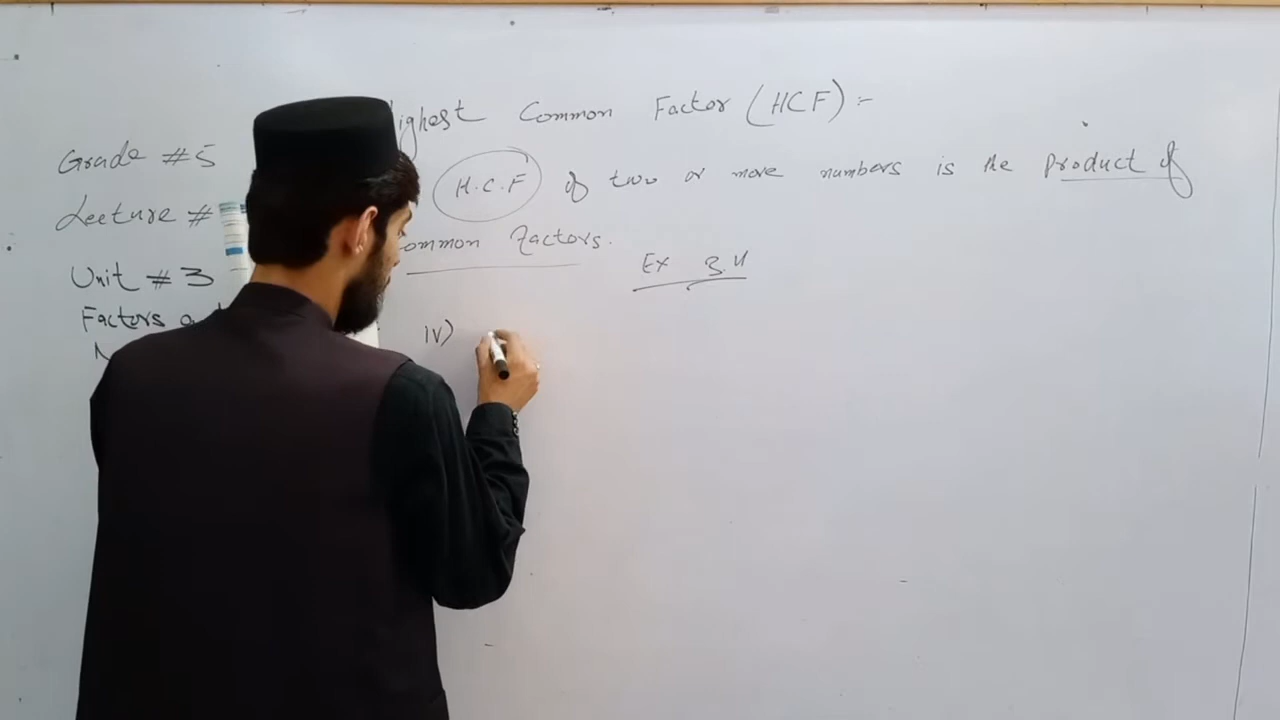 ighest Common Factor (HCF) :-
H.C.F of two or more numbers is the product of
ommon factors.
Ex 3.4
iv)
Grade #5
Lecture #
Unit #3
Factors a